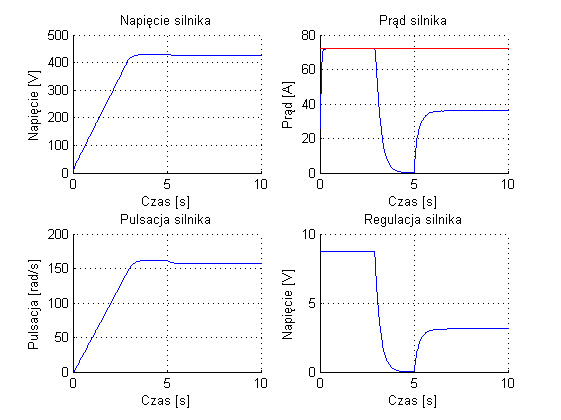 Napięcie silnika
500
400
300
200
100
0
0 5 10
Napięcie [V]
Czas [s]
Prąd silnika
80
60
40
20
0
0 5 10
Prąd [A]
Czas [s]
Pulsacja silnika
200
150
100
50
0
0 5 10
Pulsacja [rad/s]
Czas [s]
Regulacja silnika
10
5
0
0 5 10
Napięcie [V]
Czas [s]